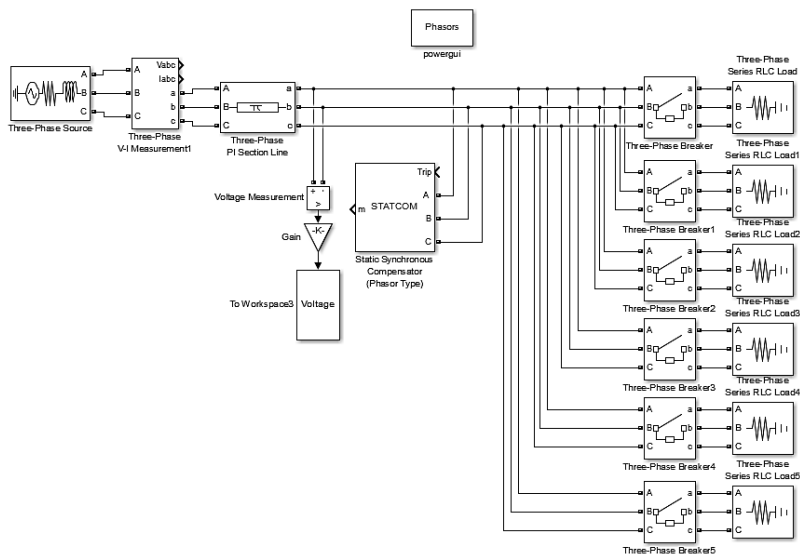 Phasors
powergui
A
B
C
Three-Phase Source
A
B
C
Vabc
Iabc
a
b
c
Three-Phase
V-I Measurement1
A
B
C
a
b
c
Three-Phase
PI Section Line
Voltage Measurement
+ -
v
Gain
-K-
To Workspace3
Voltage
Trip
m
STATCOM
A
B
C
Static Synchronous
Compensator
(Phasor Type)
A a
B b
C c
Three-Phase Breaker
Three-Phase
Series RLC Load
A
B
C
A a
B b
C c
Three-Phase Breaker1
Three-Phase
Series RLC Load1
A
B
C
A a
B b
C c
Three-Phase Breaker2
Three-Phase
Series RLC Load2
A
B
C
A a
B b
C c
Three-Phase Breaker3
Three-Phase
Series RLC Load3
A
B
C
A a
B b
C c
Three-Phase Breaker4
Three-Phase
Series RLC Load4
A
B
C
A a
B b
C c
Three-Phase Breaker5
Three-Phase
Series RLC Load5
A
B
C